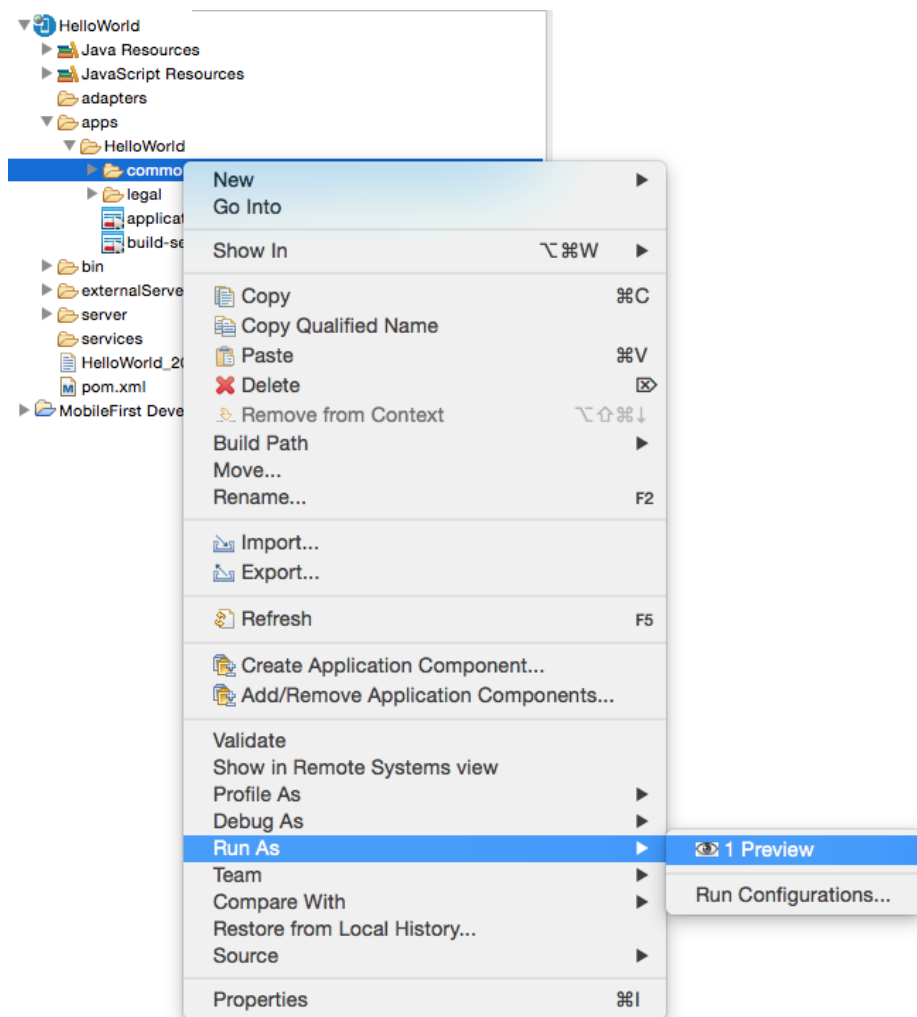 HelloWorld
Java Resources
JavaScript Resources
adapters
apps
HelloWorld
commo
legal
applicat
build-se
bin
externalServe
server
services
HelloWorld_20
M pom.xml
MobileFirst Deve
New
Go Into
Show In ⌥⌘W
Copy ⌘C
Copy Qualified Name
Paste ⌘V
Delete ⌦
Remove from Context ⌥⇧⌘↓
Build Path
Move...
Rename... F2
Import...
Export...
Refresh F5
Create Application Component...
Add/Remove Application Components...
Validate
Show in Remote Systems view
Profile As
Debug As
Run As
Team
Compare With
Restore from Local History...
Source
Properties ⌘I
1 Preview
Run Configurations...